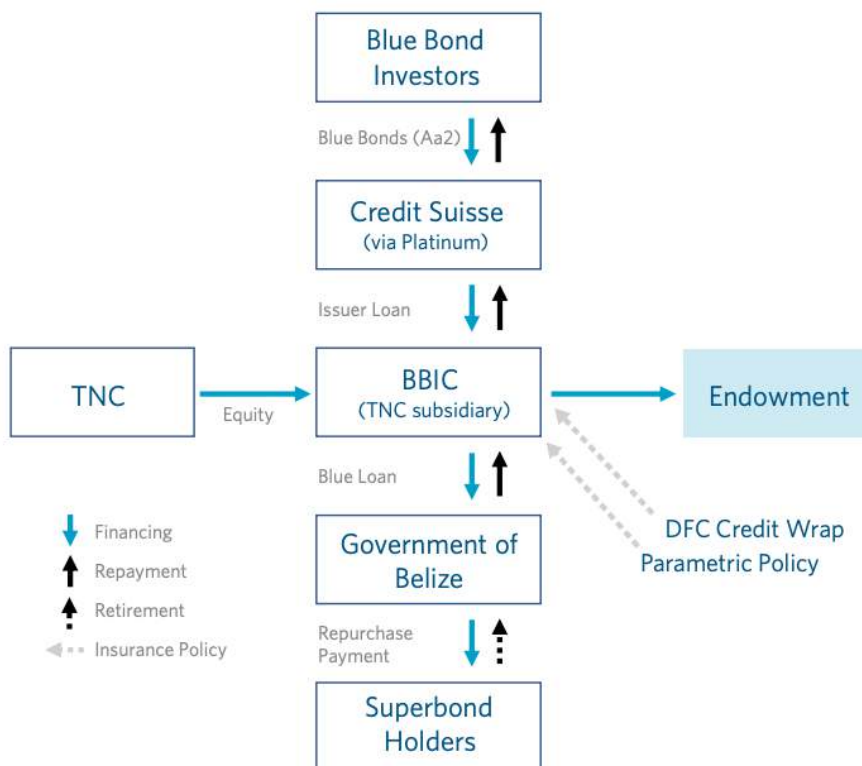 Blue Bond
Investors
Blue Bonds (Aa2)
Credit Suisse
(via Platinum)
Issuer Loan
TNC
Equity
BBIC
(TNC subsidiary)
Endowment
Blue Loan
DFC Credit Wrap
Parametric Policy
Financing
Repayment
Retirement
Insurance Policy
Government of
Belize
Repurchase
Payment
Superbond
Holders